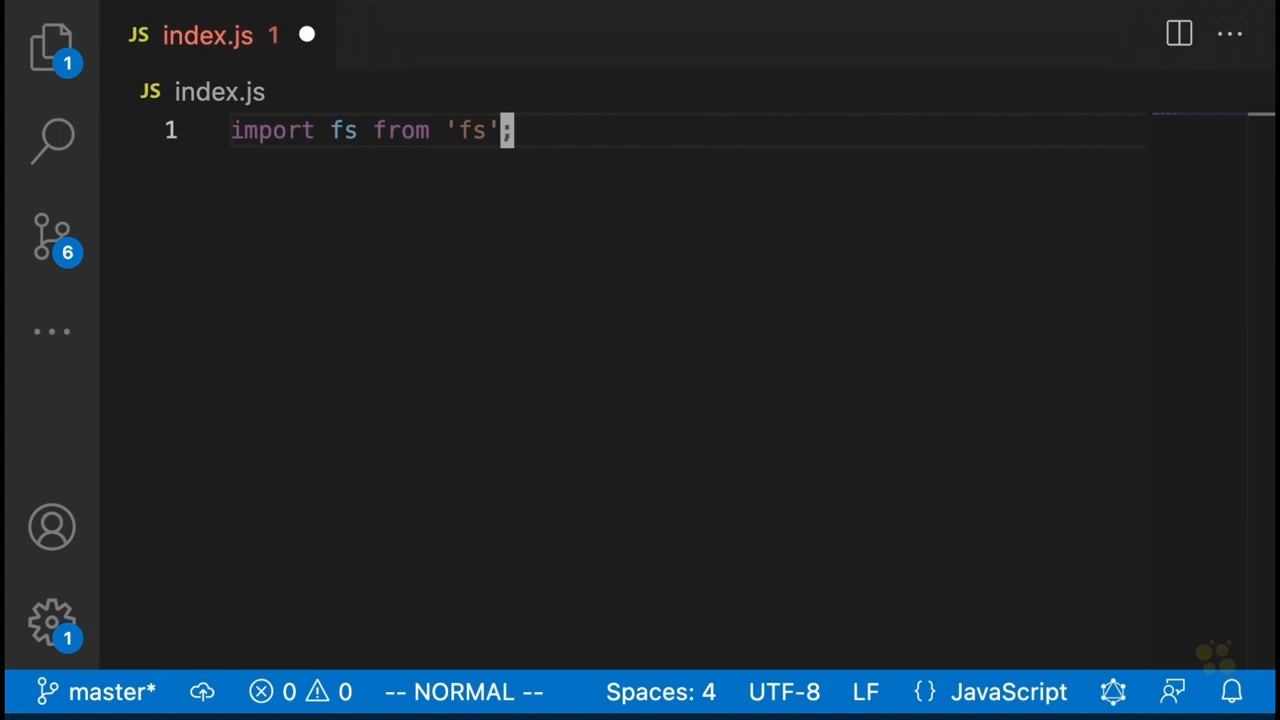 JS index.js 1
JS index.js
1 import fs from 'fs';
1
6
1
master* 0 0 -- NORMAL -- Spaces: 4 UTF-8 LF {} JavaScript